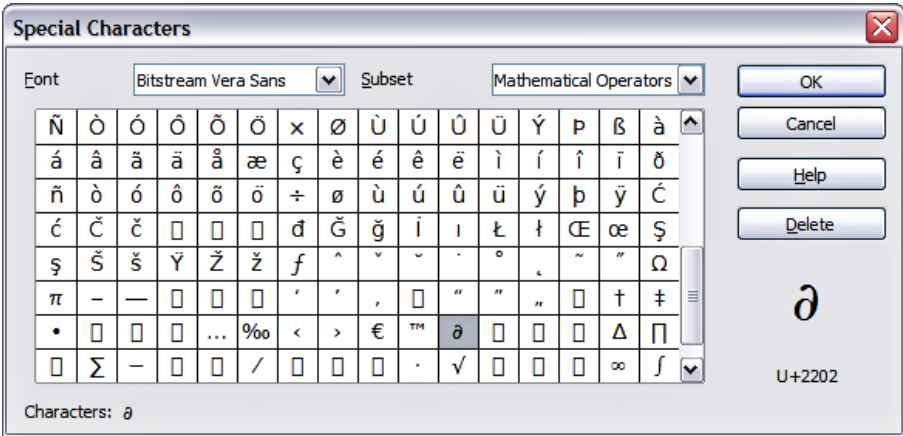 Special Characters
Font Bitstream Vera Sans Subset Mathematical Operators OK
Ñ Ò Ó Ô Õ Ö × Ø Ù Ú Û Ü Ý Þ ß à Cancel
á â ã ä å æ ç è é ê ë ì í î ï ð
ñ ò ó ô õ ö ÷ ø ù ú û ü ý þ ÿ Ć Help
ć Č č đ Ğ ğ İ ı Ł ł Œ œ Ş Delete
ş Š š Ÿ Ž ž ƒ ˆ ˇ ˘ ˙ ˚ ˛ ˜ ˝ Ω
π – — ‘ ’ ‚ “ ” „ † ‡
• … ‰ ‹ › € ™ ∂ ∆ ∏
∑ − ∕ ∙ √ ∞ ∫
∂
U+2202
Characters: ∂